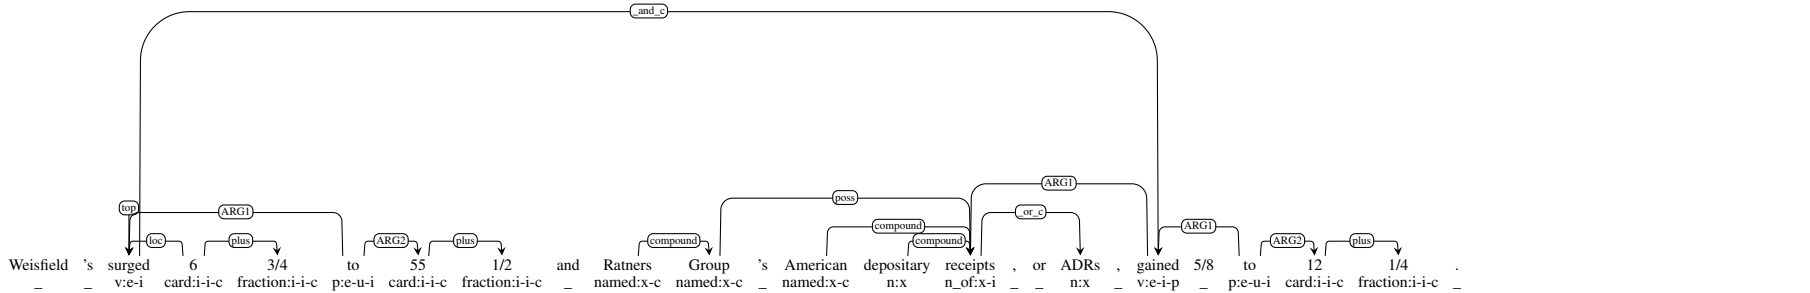 _and_c
ARG1
poss
top
ARG1
_or_c
compound
ARG1
loc
plus
ARG2
plus
compound
compound
ARG2
plus
Weisfield 's surged 6 3/4 to 55 1/2 and Ratners Group 's American depositary receipts , or ADRs , gained 5/8 to 12 1/4 .
_ _ v:e-i card:i-i-c fraction:i-i-c p:e-u-i card:i-i-c fraction:i-i-c _ named:x-c named:x-c _ named:x-c n:x n_of:x-i _ _ n:x _ v:e-i-p _ p:e-u-i card:i-i-c fraction:i-i-c _